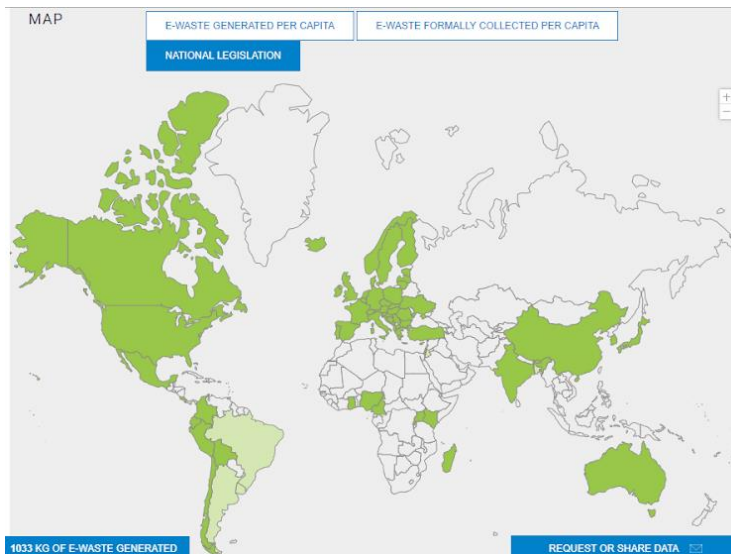 MAP
E-WASTE GENERATED PER CAPITA
E-WASTE FORMALLY COLLECTED PER CAPITA
NATIONAL LEGISLATION
+
−
1033 KG OF E-WASTE GENERATED
REQUEST OR SHARE DATA